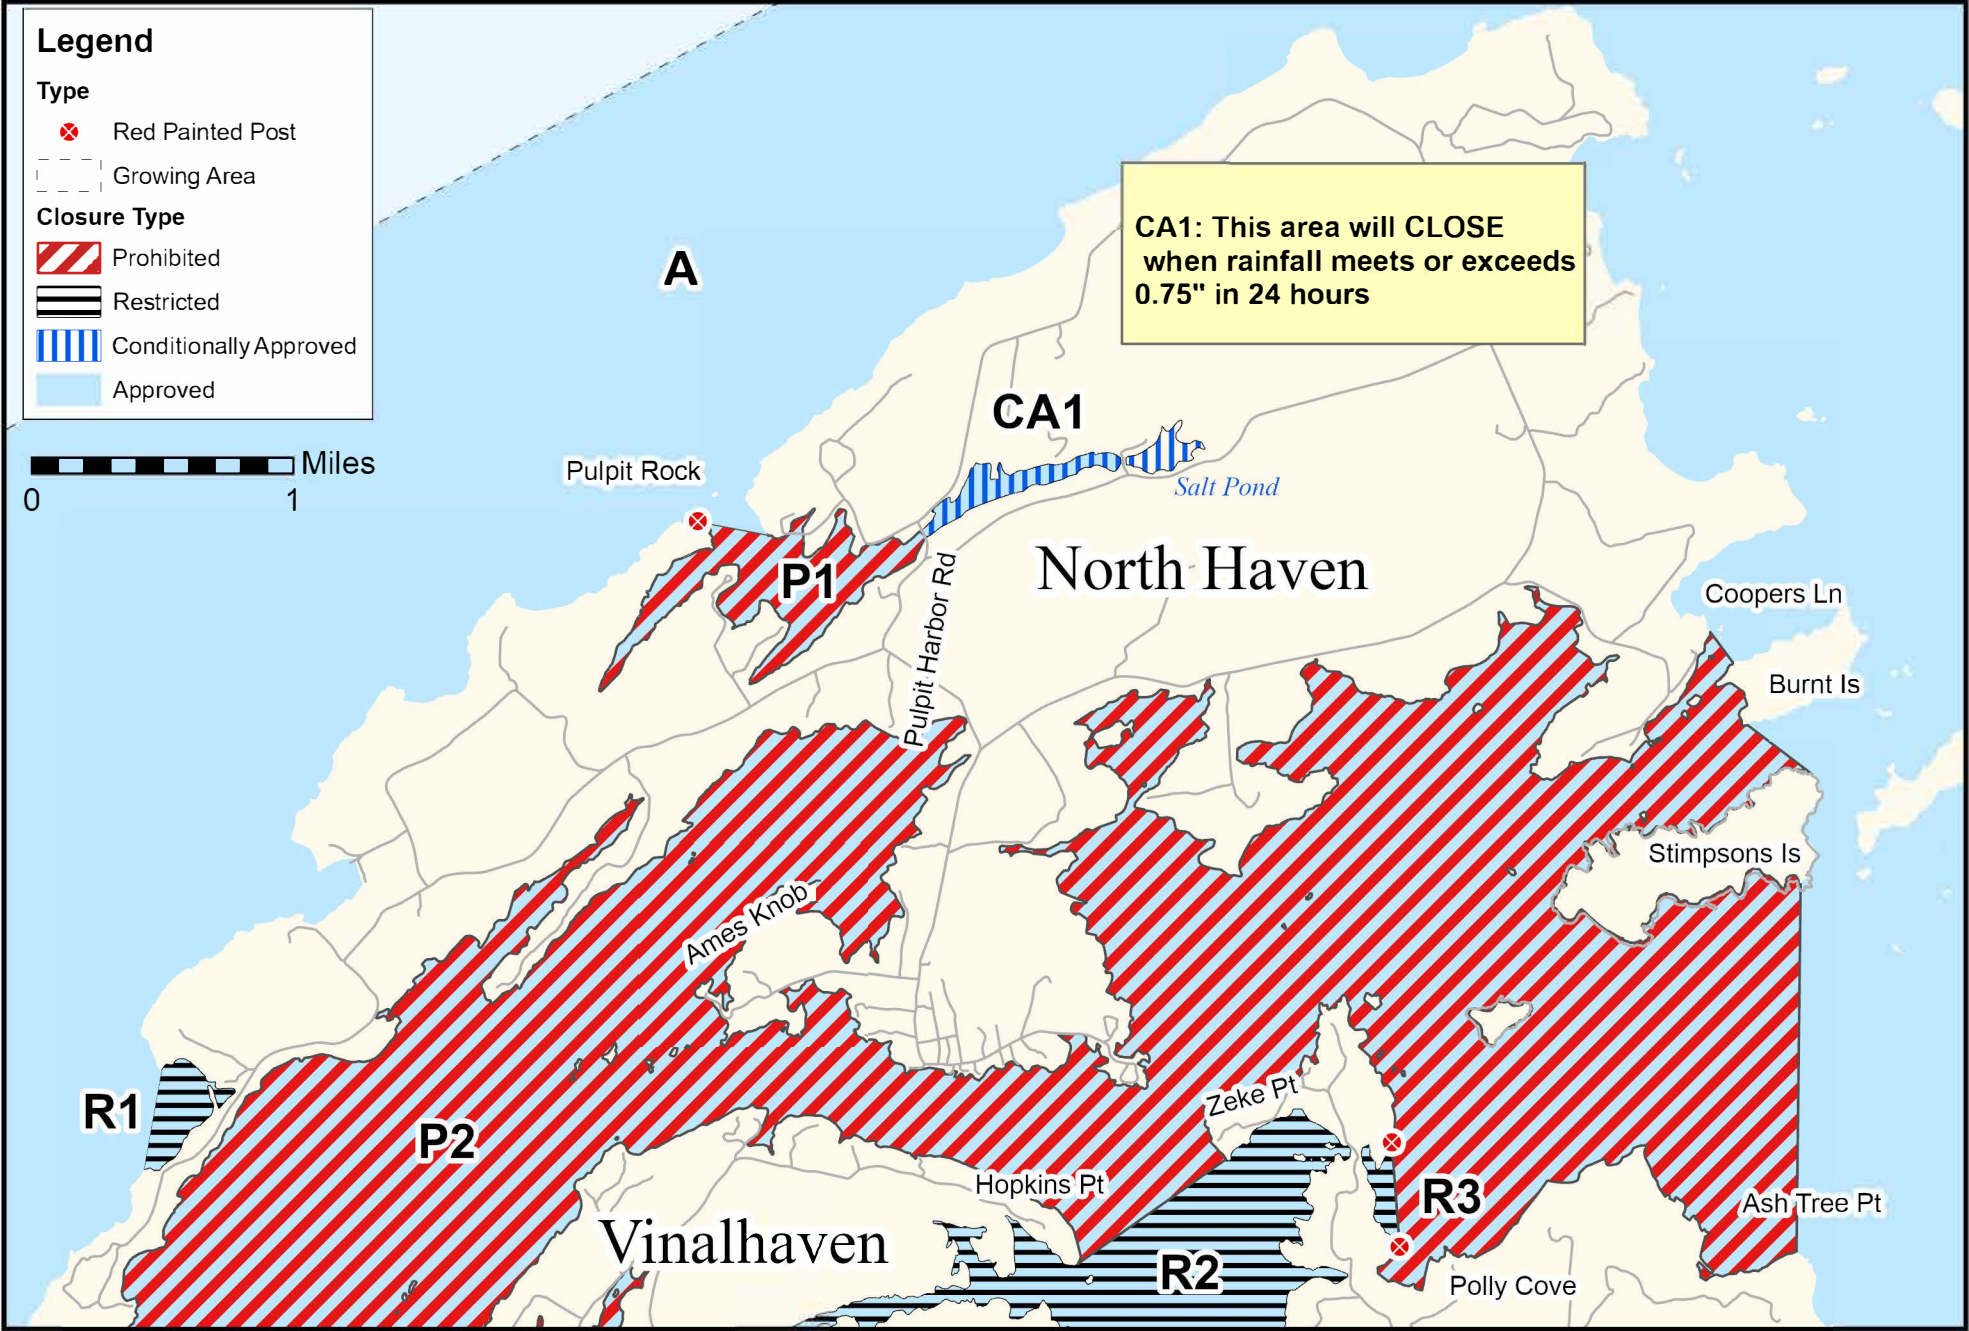 Legend
Type
Red Painted Post
Growing Area
Closure Type
Prohibited
Restricted
Conditionally Approved
Approved
Miles
0 1
A
CA1: This area will CLOSE
when rainfall meets or exceeds
0.75" in 24 hours
CA1
Pulpit Rock
Salt Pond
P1
North Haven
Coopers Ln
Pulpit Harbor Rd
Burnt Is
Stimpsons Is
Ames Knob
R1
P2
Zeke Pt
Hopkins Pt
R3
Ash Tree Pt
Vinalhaven
R2
Polly Cove